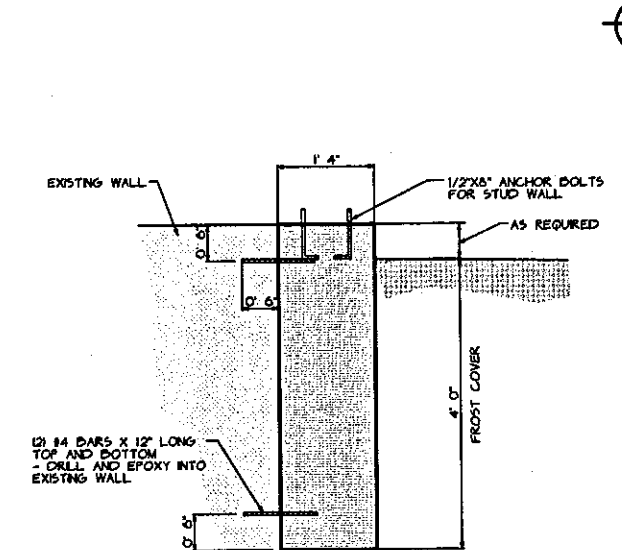 1' 4"
EXISTING WALL
1/2"X8" ANCHOR BOLTS
FOR STUD WALL
AS REQUIRED
0' 6"
0' 6"
4' 0"
FROST COVER
(2) #4 BARS X 12" LONG
TOP AND BOTTOM
- DRILL AND EPOXY INTO
EXISTING WALL
0' 6"